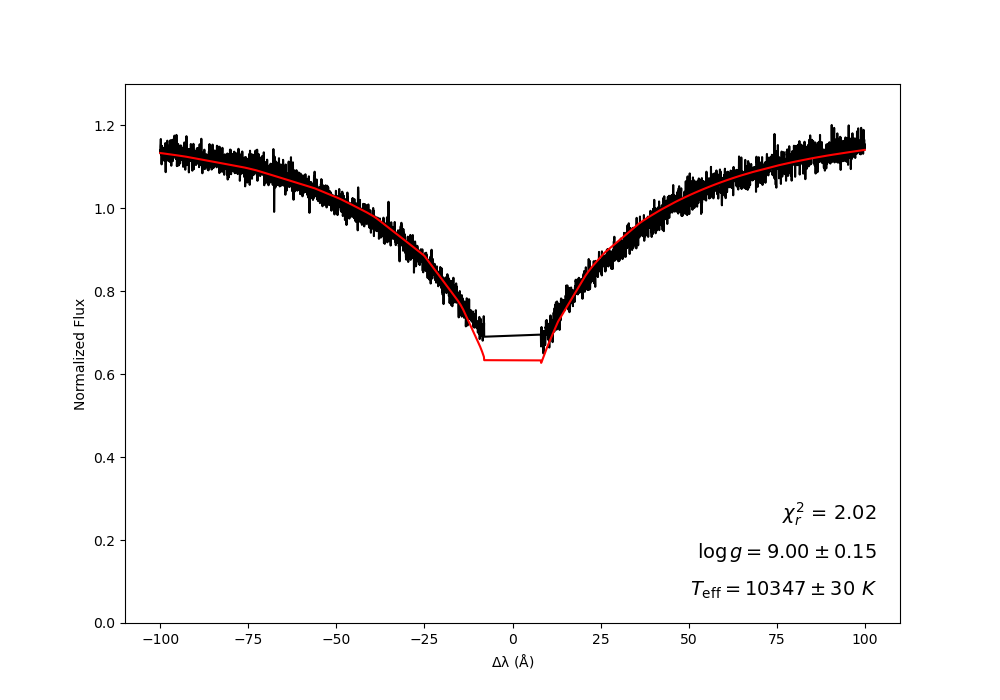 1.2
1.0
0.8
0.6
0.4
0.2
0.0
Normalized Flux
χ²ᵣ = 2.02
log g = 9.00 ± 0.15
T_eff = 10347 ± 30 K
−100 −75 −50 −25 0 25 50 75 100
Δλ (Å)